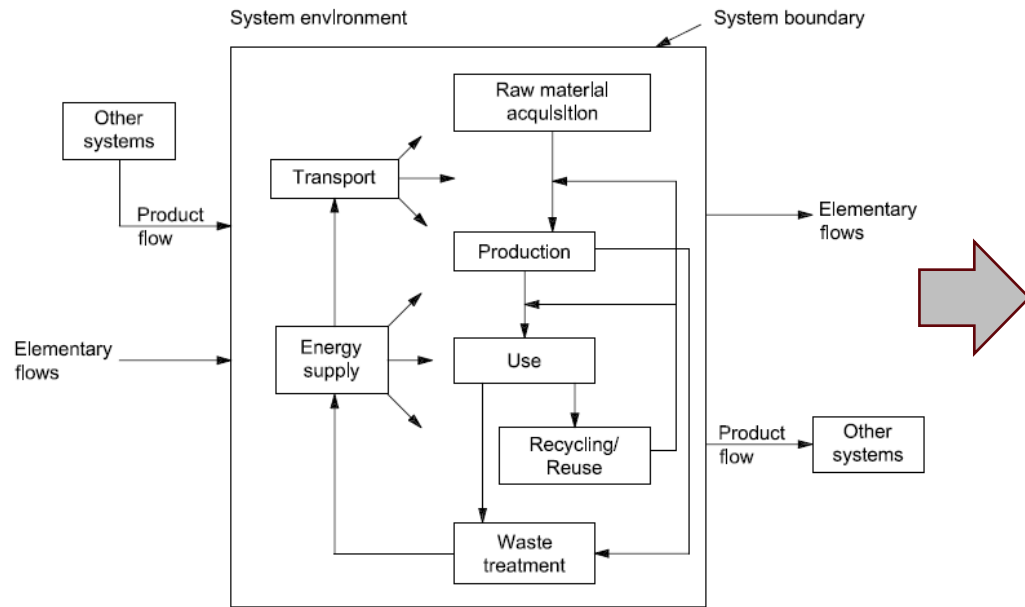 System environment
System boundary
Raw material
acquisition
Other
systems
Transport
Product
flow
Elementary
flows
Production
Elementary
flows
Energy
supply
Use
Recycling/
Reuse
Product
flow
Other
systems
Waste
treatment